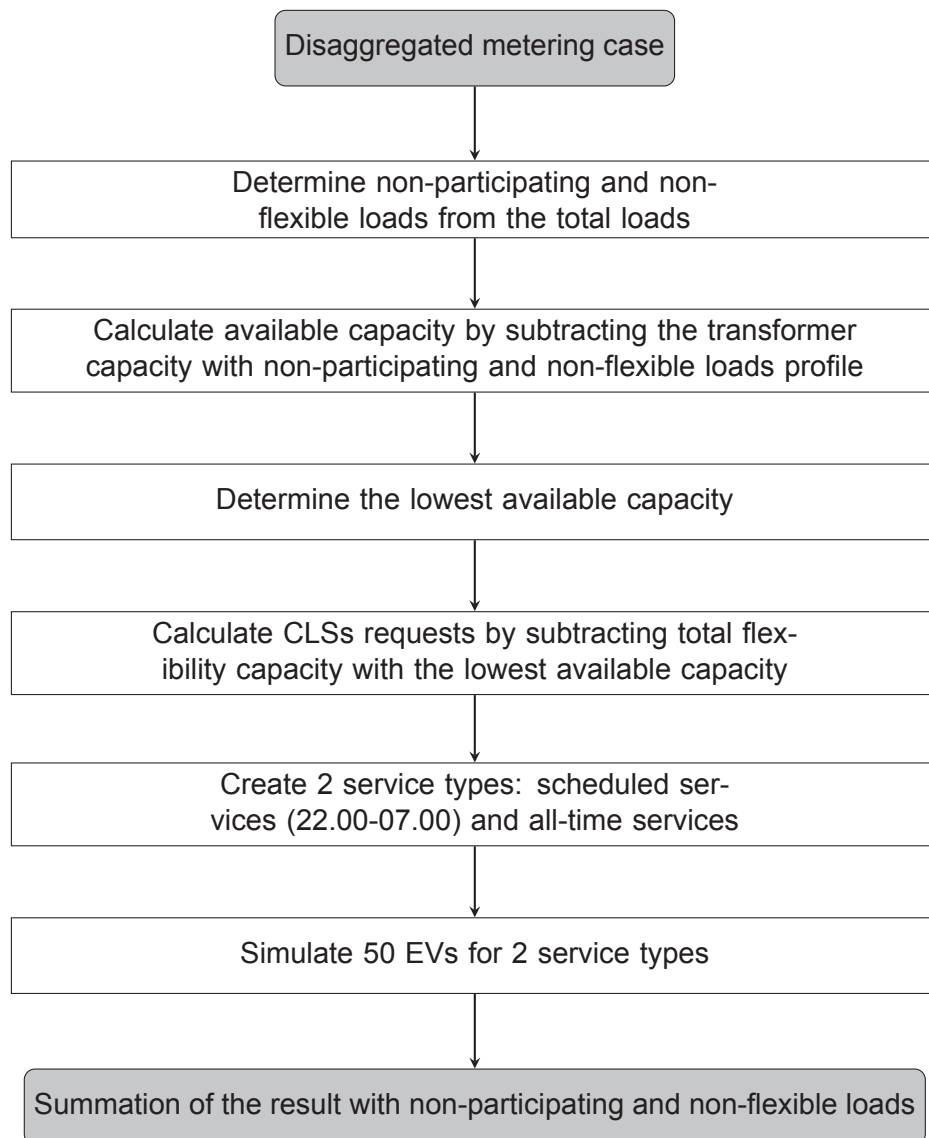 Disaggregated metering case
Determine non-participating and non-
flexible loads from the total loads
Calculate available capacity by subtracting the transformer
capacity with non-participating and non-flexible loads profile
Determine the lowest available capacity
Calculate CLSs requests by subtracting total flex-
ibility capacity with the lowest available capacity
Create 2 service types: scheduled ser-
vices (22.00-07.00) and all-time services
Simulate 50 EVs for 2 service types
Summation of the result with non-participating and non-flexible loads